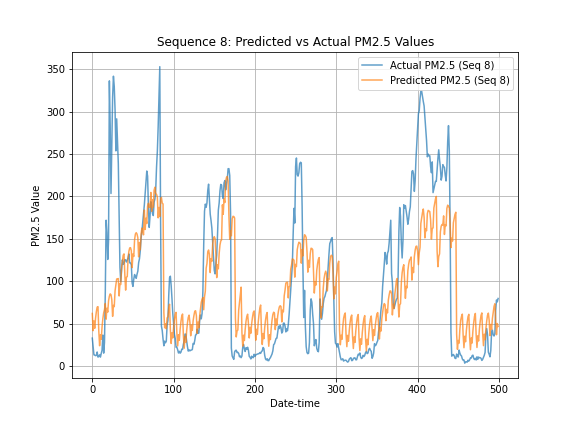 Sequence 8: Predicted vs Actual PM2.5 Values
Actual PM2.5 (Seq 8)
Predicted PM2.5 (Seq 8)
350
300
250
200
150
100
50
0
PM2.5 Value
0 100 200 300 400 500
Date-time